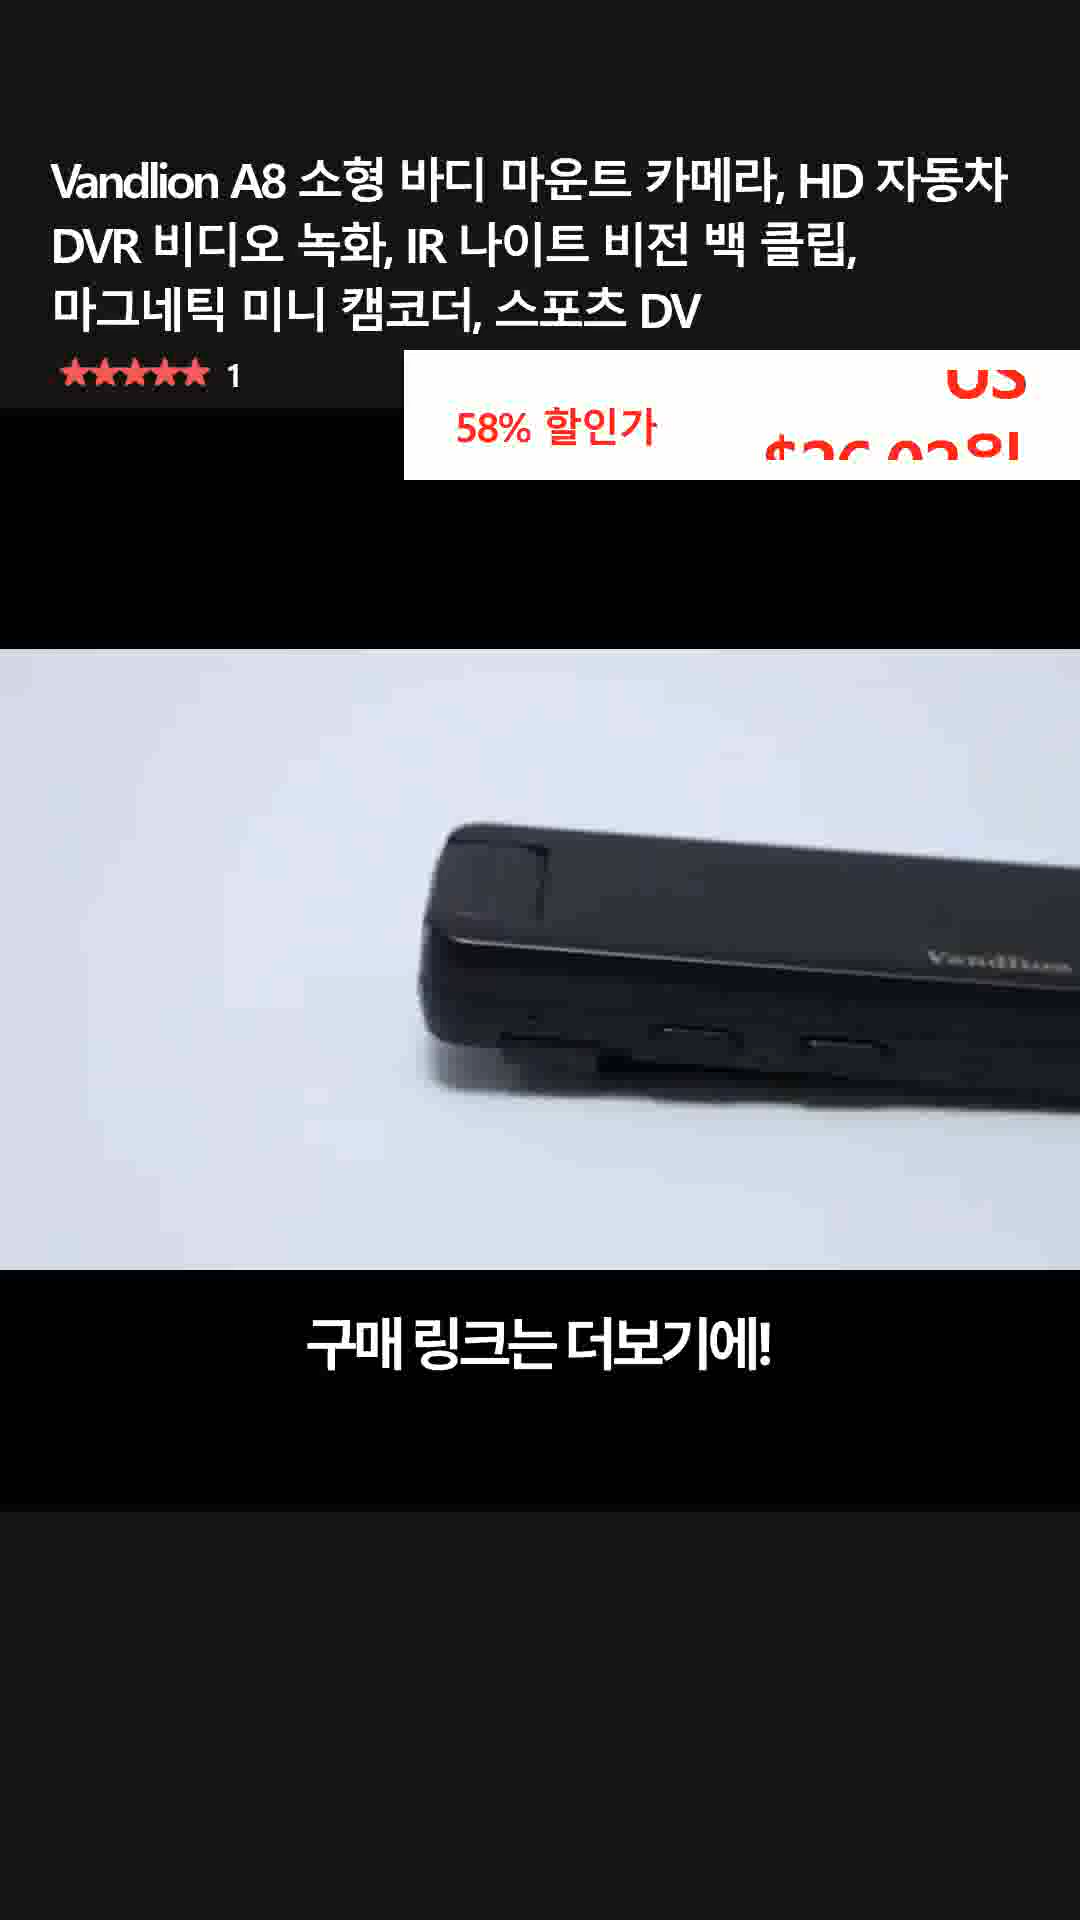 Vandlion A8 소형 바디 마운트 카메라, HD 자동차
DVR 비디오 녹화, IR 나이트 비전 백 클립,
마그네틱 미니 캠코더, 스포츠 DV
1
58% 할인가
US
Vandlion
구매 링크는 더보기에!